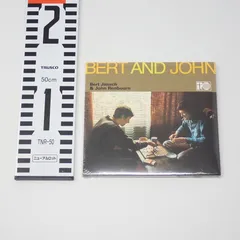 2
TRUSCO
50cm
1
TMR-50
ニューアルロッド
BERT AND JOHN
Bert Jansch
& John Renbourn